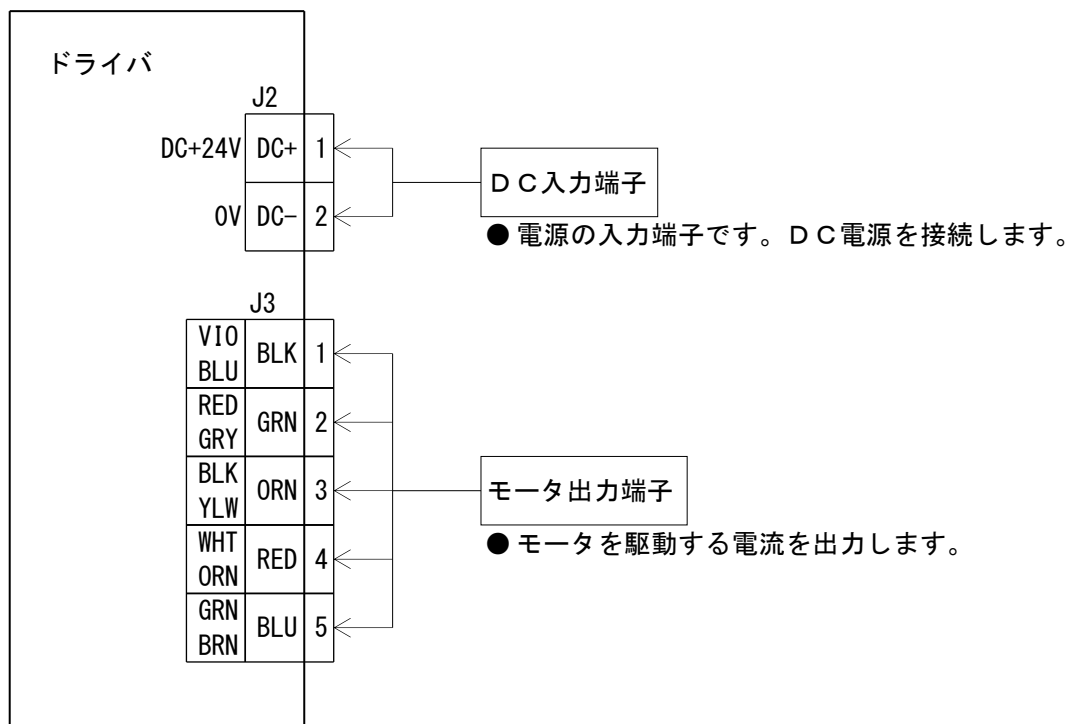 ドライバ
J2
DC+24V DC+ 1
0V DC- 2
DC入力端子
● 電源の入力端子です。DC電源を接続します。
J3
VIO
BLU
BLK 1
RED
GRY
GRN 2
BLK
YLW
ORN 3
WHT
ORN
RED 4
GRN
BRN
BLU 5
モータ出力端子
● モータを駆動する電流を出力します。